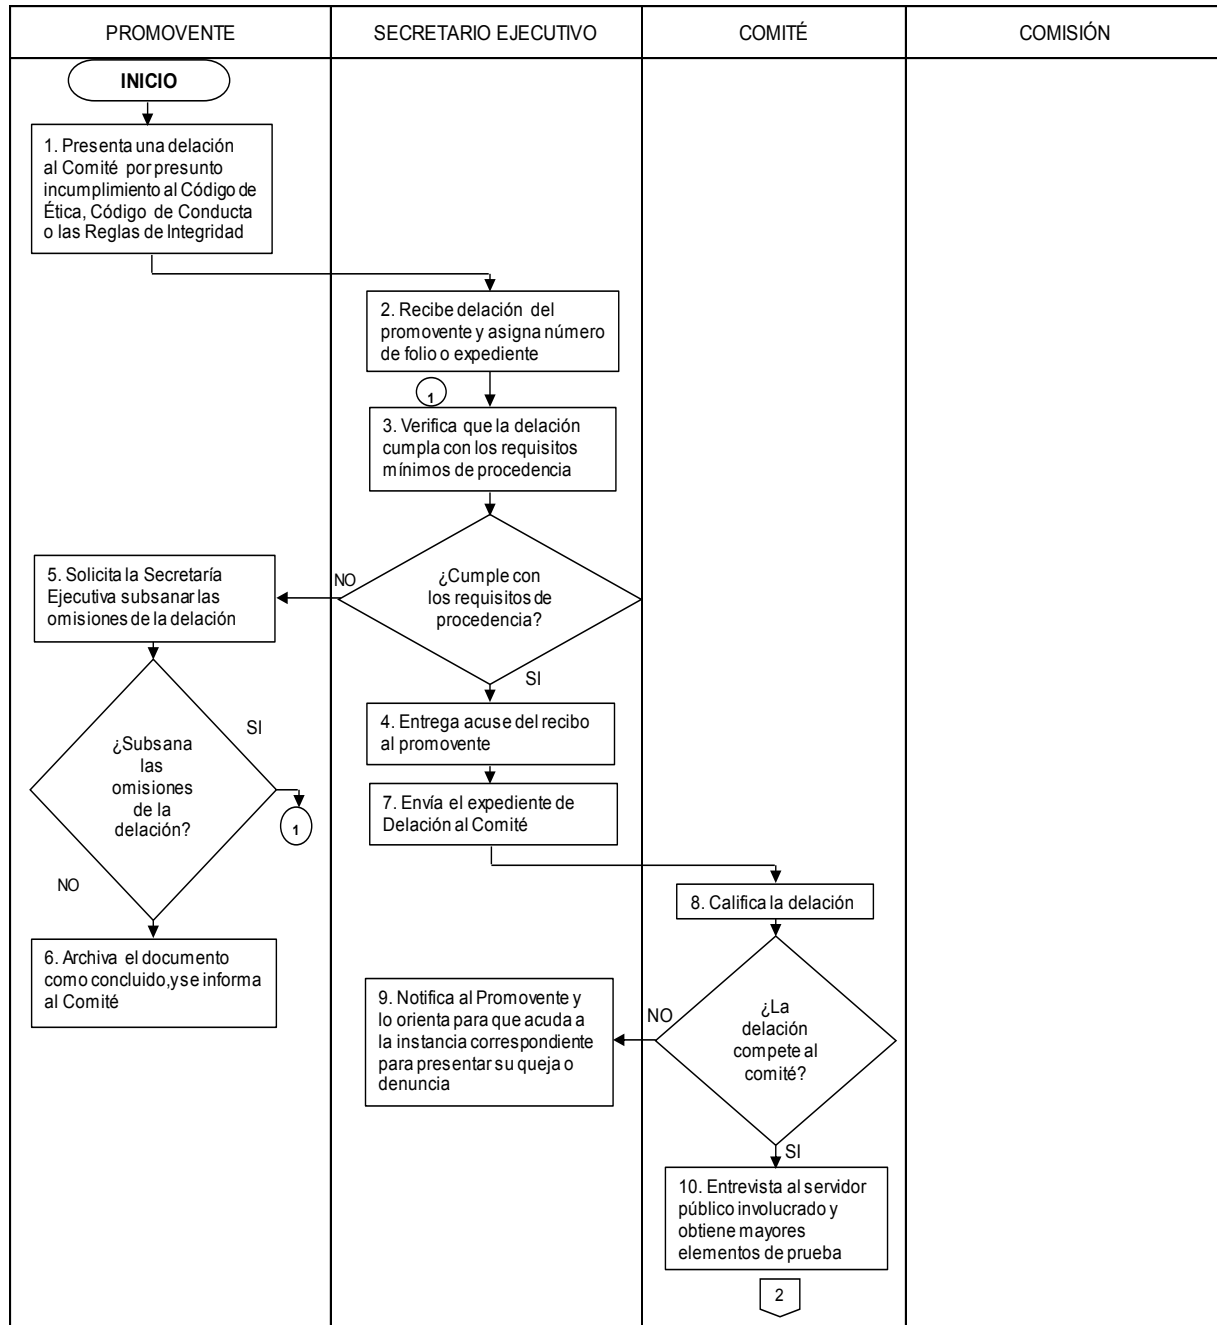 PROMOVENTE
SECRETARIO EJECUTIVO
COMITÉ
COMISIÓN
INICIO
1. Presenta una delación
al Comité por presunto
incumplimiento al Código de
Ética, Código de Conducta
o las Reglas de Integridad
2. Recibe delación del
promovente y asigna número
de folio o expediente
1
3. Verifica que la delación
cumpla con los requisitos
mínimos de procedencia
¿Cumple con
los requisitos de
procedencia?
NO
SI
5. Solicita la Secretaría
Ejecutiva subsanar las
omisiones de la delación
4. Entrega acuse del recibo
al promovente
¿Subsana
las
omisiones
de la
delación?
SI
1
NO
7. Envía el expediente de
Delación al Comité
8. Califica la delación
6. Archiva el documento
como concluido,y se informa
al Comité
¿La
delación
compete al
comité?
NO
9. Notifica al Promovente y
lo orienta para que acuda a
la instancia correspondiente
para presentar su queja o
denuncia
SI
10. Entrevista al servidor
público involucrado y
obtiene mayores
elementos de prueba
2